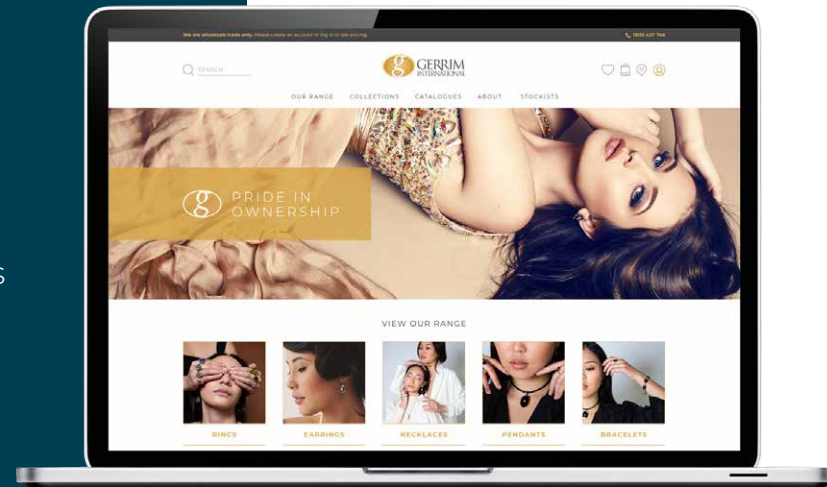 We are wholesale trade only. Please create an account or log in to see pricing.
1800 437 746
SEARCH
g GERRIM
INTERNATIONAL
OUR RANGE COLLECTIONS CATALOGUES ABOUT STOCKISTS
g PRIDE IN
OWNERSHIP
S
VIEW OUR RANGE
RINGS EARRINGS NECKLACES PENDANTS BRACELETS